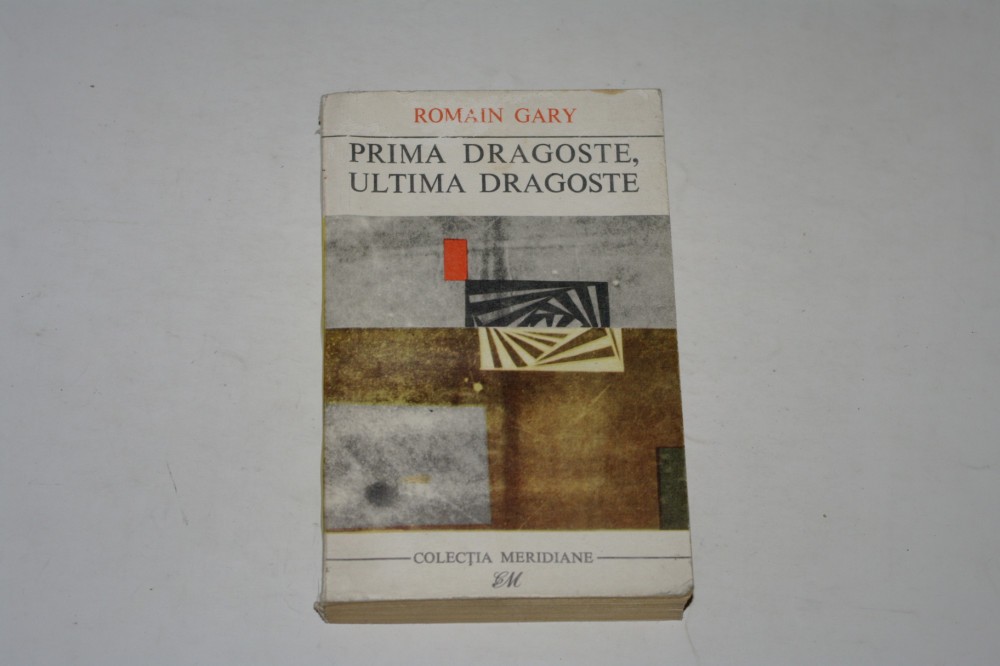 ROMAIN GARY
PRIMA DRAGOSTE,
ULTIMA DRAGOSTE
COLECȚIA MERIDIANE
EM